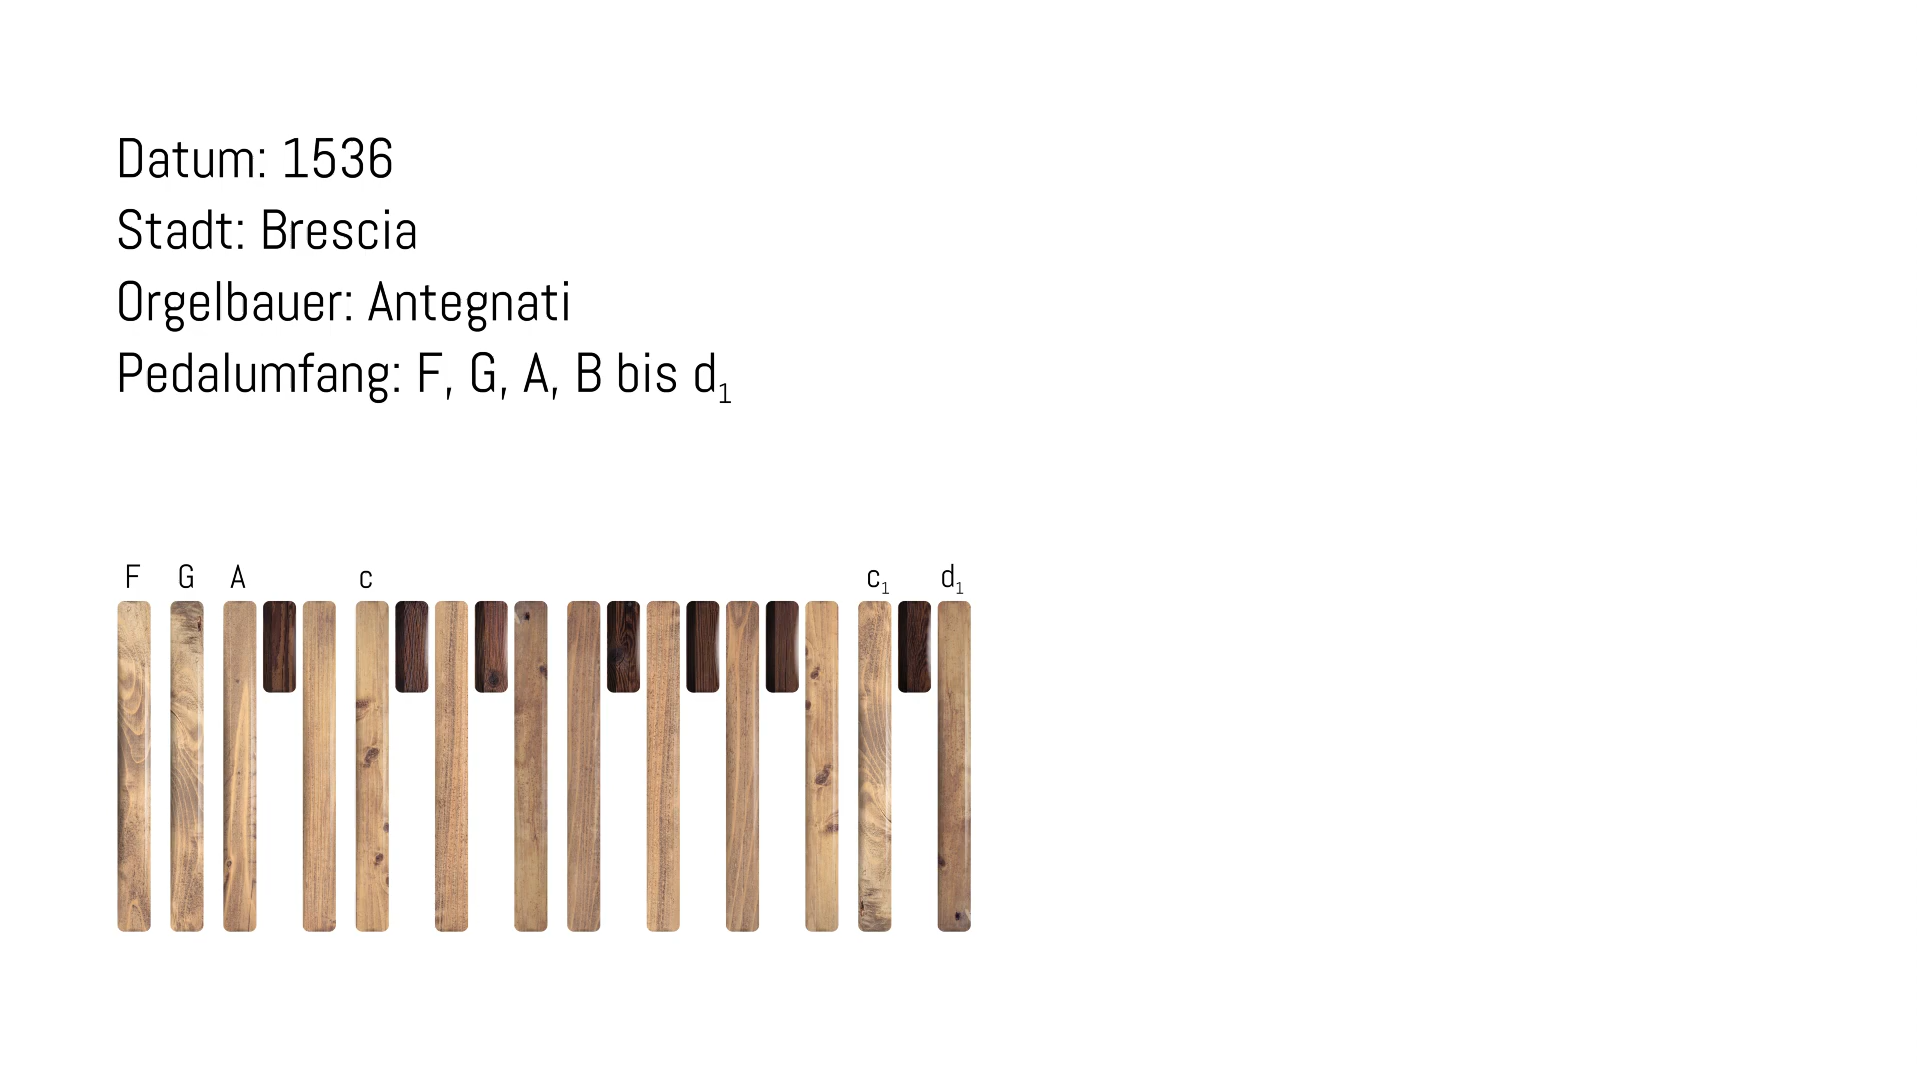 Datum: 1536
Stadt: Brescia
Orgelbauer: Antegnati
Pedalumfang: F, G, A, B bis d₁
F G A c c₁ d₁